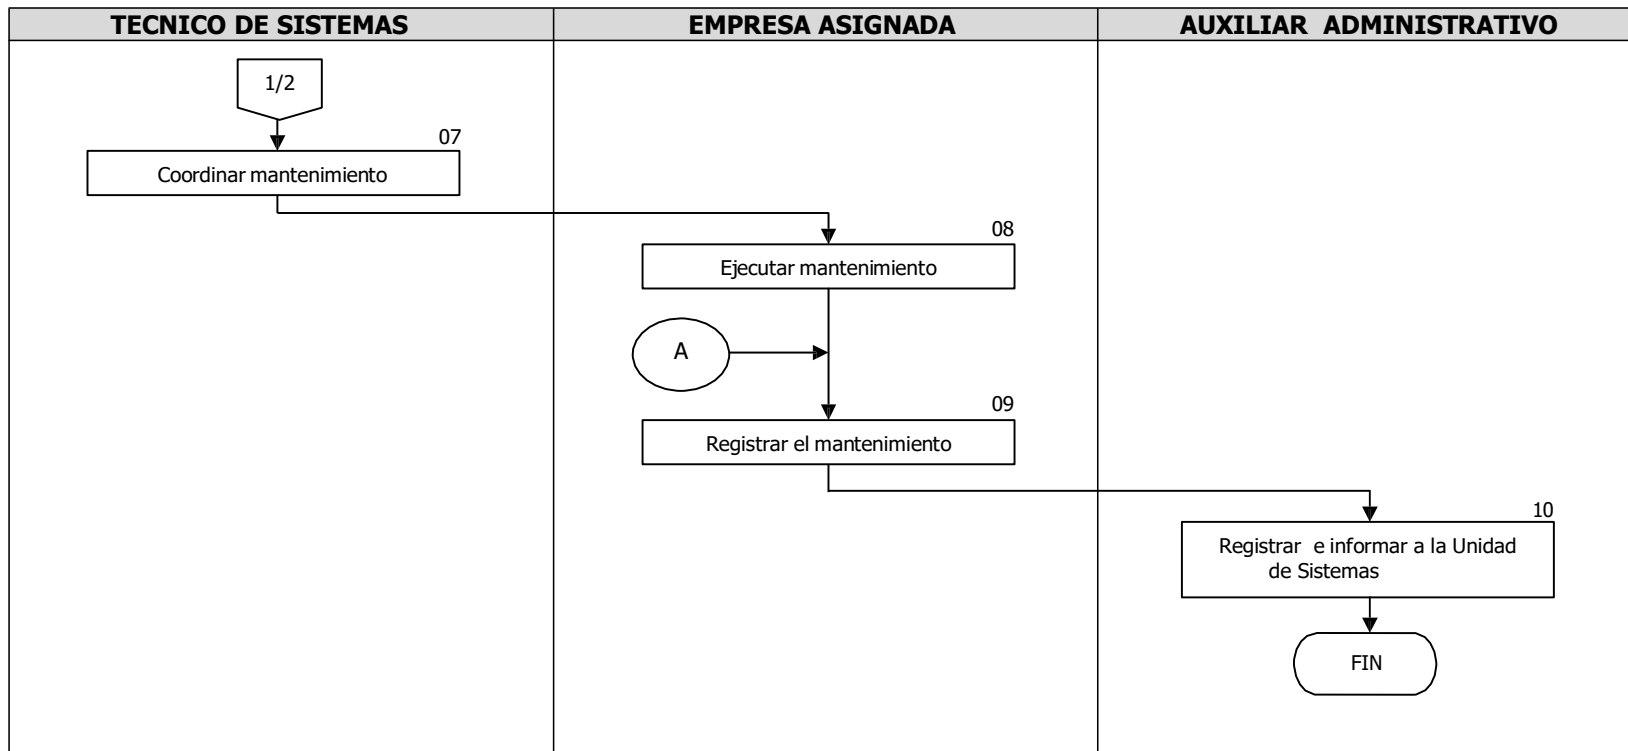 TECNICO DE SISTEMAS
EMPRESA ASIGNADA
AUXILIAR ADMINISTRATIVO
1/2
07
Coordinar mantenimiento
08
Ejecutar mantenimiento
A
09
Registrar el mantenimiento
10
Registrar e informar a la Unidad
de Sistemas
FIN